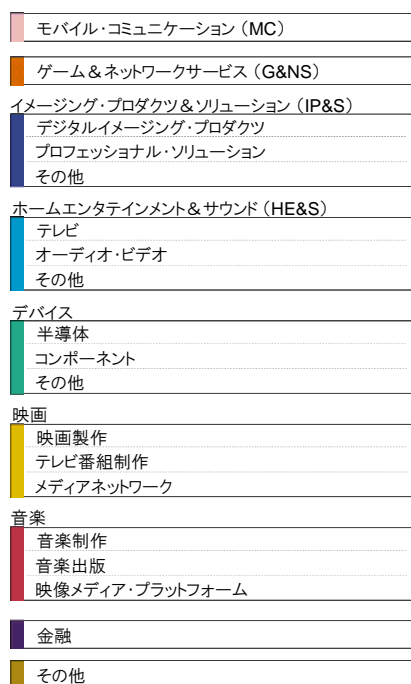 モバイル・コミュニケーション（MC）
ゲーム＆ネットワークサービス（G&NS）
イメージング・プロダクツ＆ソリューション（IP&S）
デジタルイメージング・プロダクツ
プロフェッショナル・ソリューション
その他
ホームエンタテインメント＆サウンド（HE&S）
テレビ
オーディオ・ビデオ
その他
デバイス
半導体
コンポーネント
その他
映画
映画製作
テレビ番組制作
メディアネットワーク
音楽
音楽制作
音楽出版
映像メディア・プラットフォーム
金融
その他